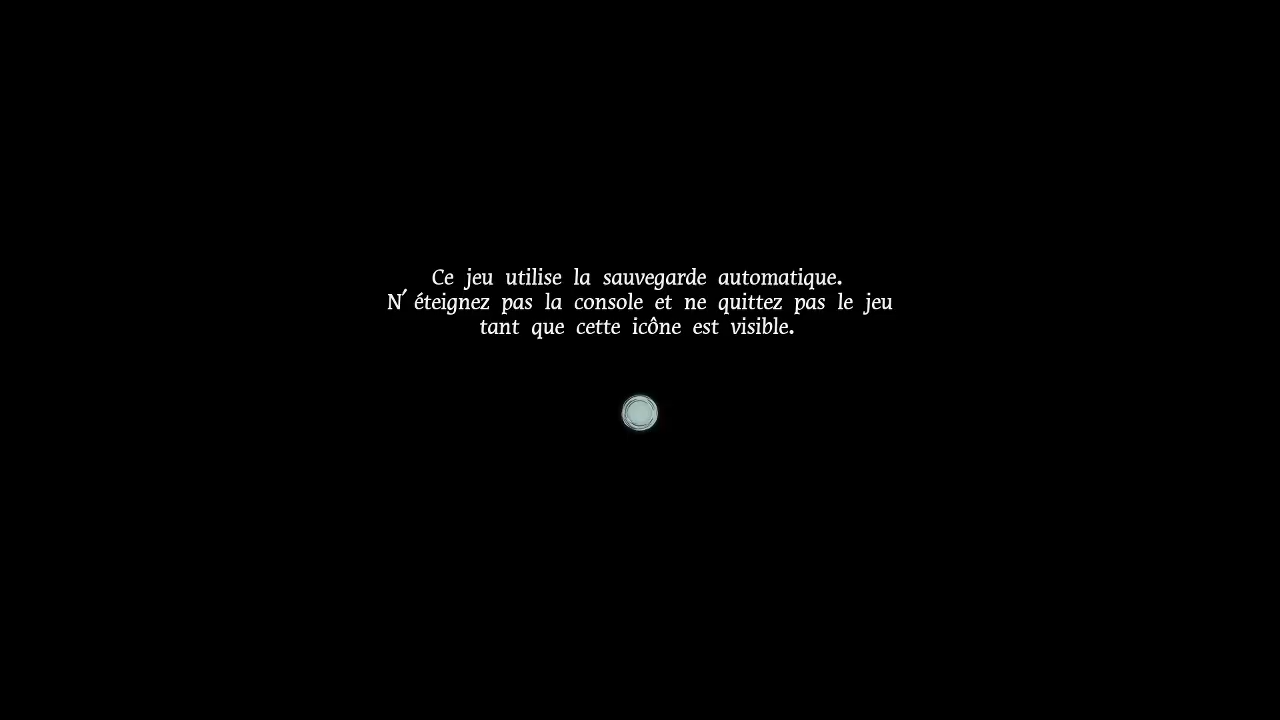 Ce jeu utilise la sauvegarde automatique.
N' éteignez pas la console et ne quittez pas le jeu
tant que cette icône est visible.